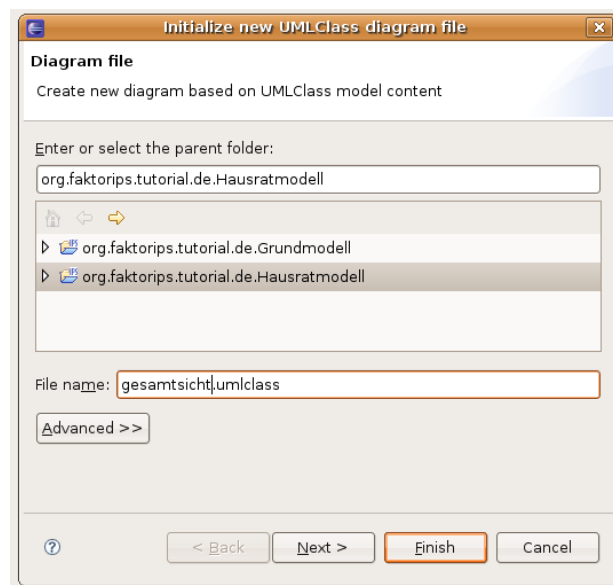 Initialize new UMLClass diagram file
Diagram file
Create new diagram based on UMLClass model content
Enter or select the parent folder:
org.faktorips.tutorial.de.Hausratmodell
org.faktorips.tutorial.de.Grundmodell
org.faktorips.tutorial.de.Hausratmodell
File name: gesamtsicht.umlclass
Advanced >>
< Back Next > Finish Cancel